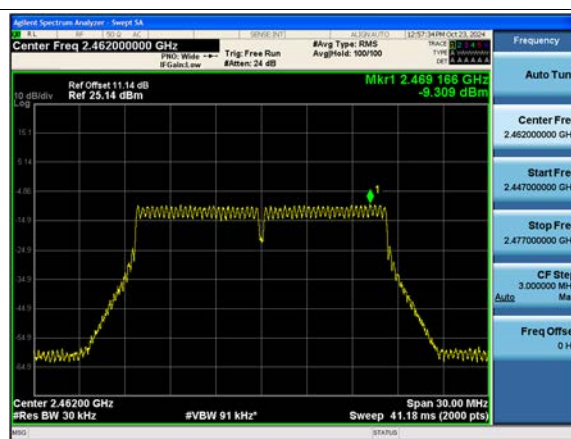 Agilent Spectrum Analyzer - Swept SA
RL RF 50 Ω AC SENSE:INT ALIGN AUTO 12:57:34 PM Oct 23, 2024
Center Freq 2.462000000 GHz
PNO: Wide Trig: Free Run #Avg Type: RMS TRACE 1 2 3 4 5 6
IFGain:Low #Atten: 24 dB Avg|Hold: 100/100 TYPE
DET A A A A A A
Mkr1 2.469 166 GHz
-9.309 dBm
Ref Offset 11.14 dB
10 dB/div Ref 25.14 dBm
Log
15.1
5.14
-4.86
-14.9
-24.9
-34.9
-44.9
-54.9
-64.9
1
Center 2.46200 GHz Span 30.00 MHz
#Res BW 30 kHz #VBW 91 kHz* Sweep 41.18 ms (2000 pts)
MSG STATUS
Frequency
Auto Tun
Center Fre
2.462000000 GH
Start Fre
2.447000000 GH
Stop Fre
2.477000000 GH
CF Step
3.000000 MH
Auto Ma
Freq Offse
0 H